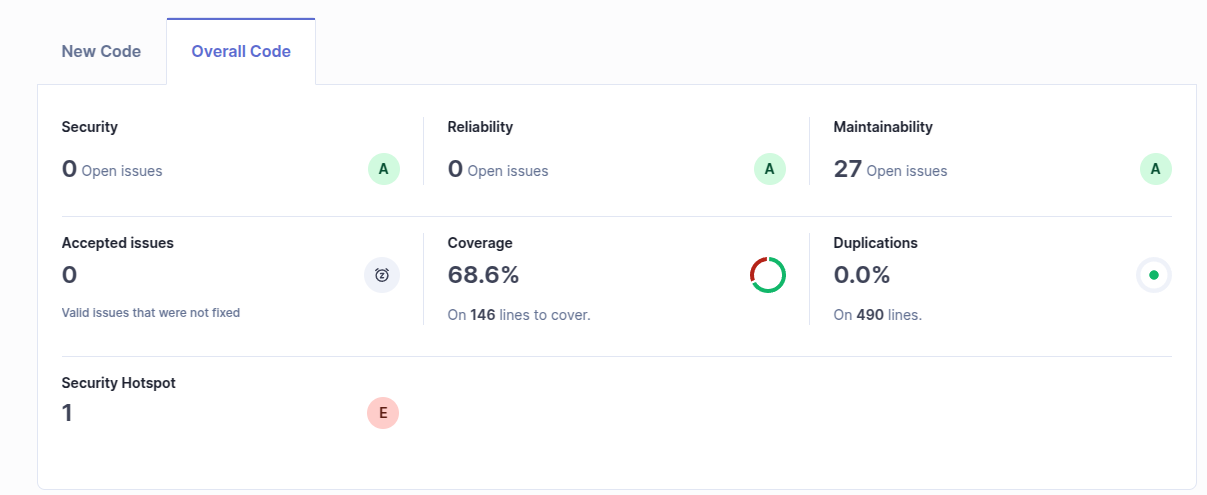 New Code
Overall Code
Security
0 Open issues
A
Reliability
0 Open issues
A
Maintainability
27 Open issues
A
Accepted issues
0
Valid issues that were not fixed
Coverage
68.6%
On 146 lines to cover.
Duplications
0.0%
On 490 lines.
Security Hotspot
1
E